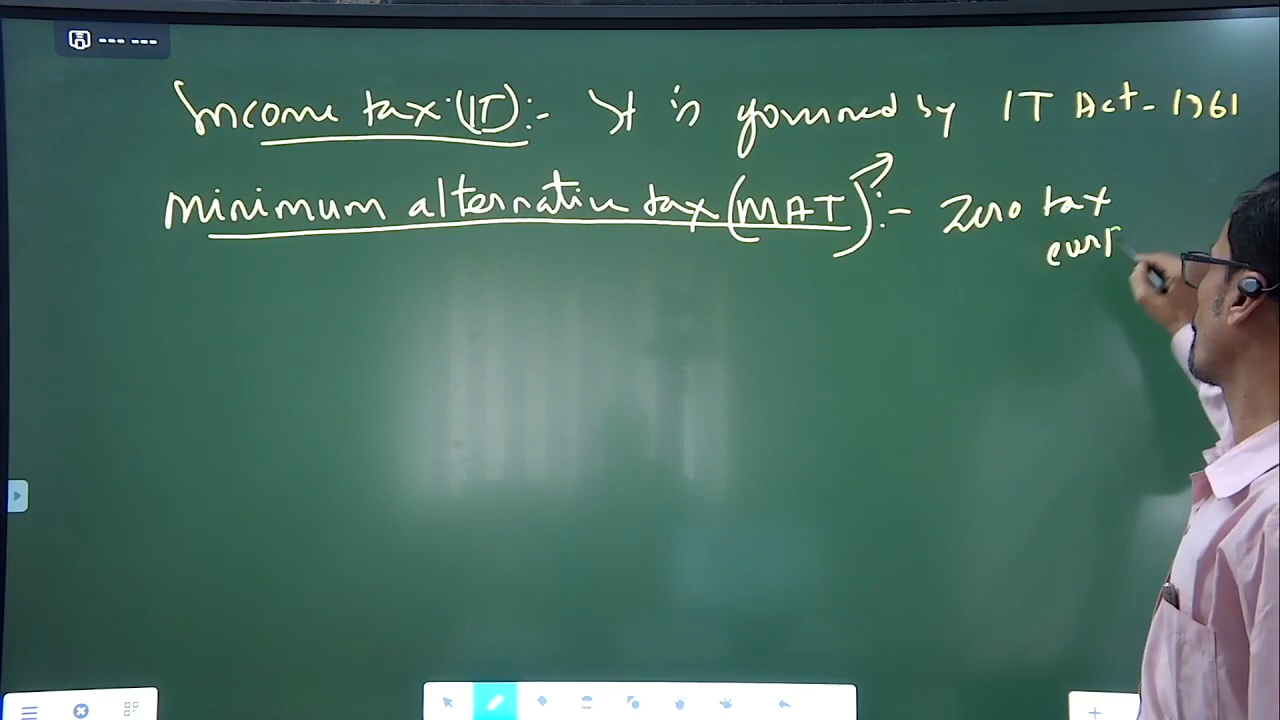 Income tax (IT):- It is governed by IT Act - 1961
Minimum alternative tax (MAT):- Zero tax